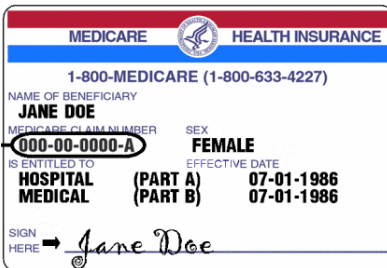 MEDICARE HEALTH INSURANCE
1-800-MEDICARE (1-800-633-4227)
NAME OF BENEFICIARY
JANE DOE
MEDICARE CLAIM NUMBER SEX
000-00-0000-A FEMALE
IS ENTITLED TO EFFECTIVE DATE
HOSPITAL (PART A) 07-01-1986
MEDICAL (PART B) 07-01-1986
SIGN
HERE Jane Doe